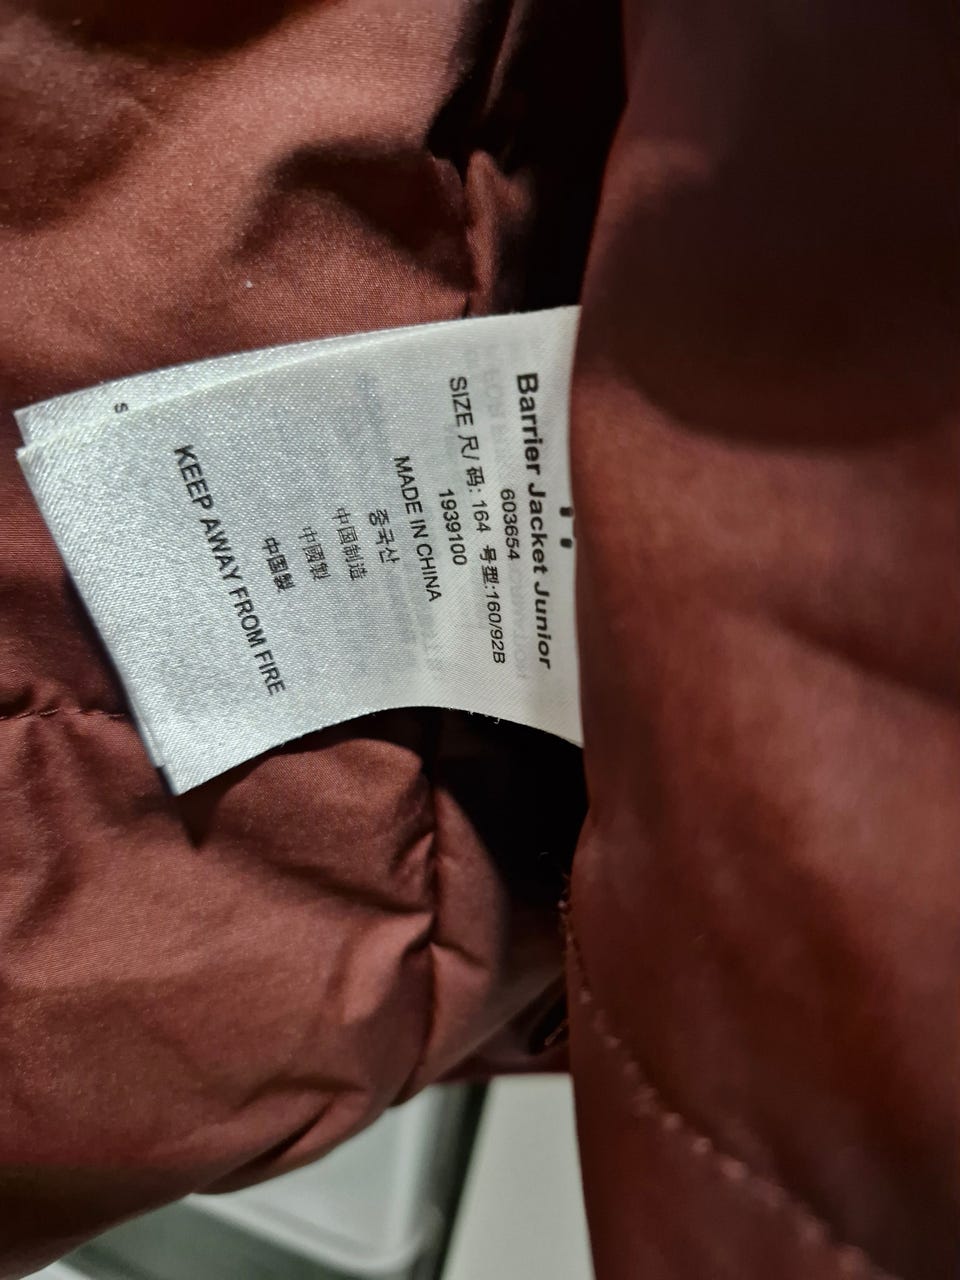 Barrier Jacket Junior
603654
SIZE 尺/ 码: 164 号型:160/92B
1939100
MADE IN CHINA
중국산
中国制造
中國製
中国製
KEEP AWAY FROM FIRE
s